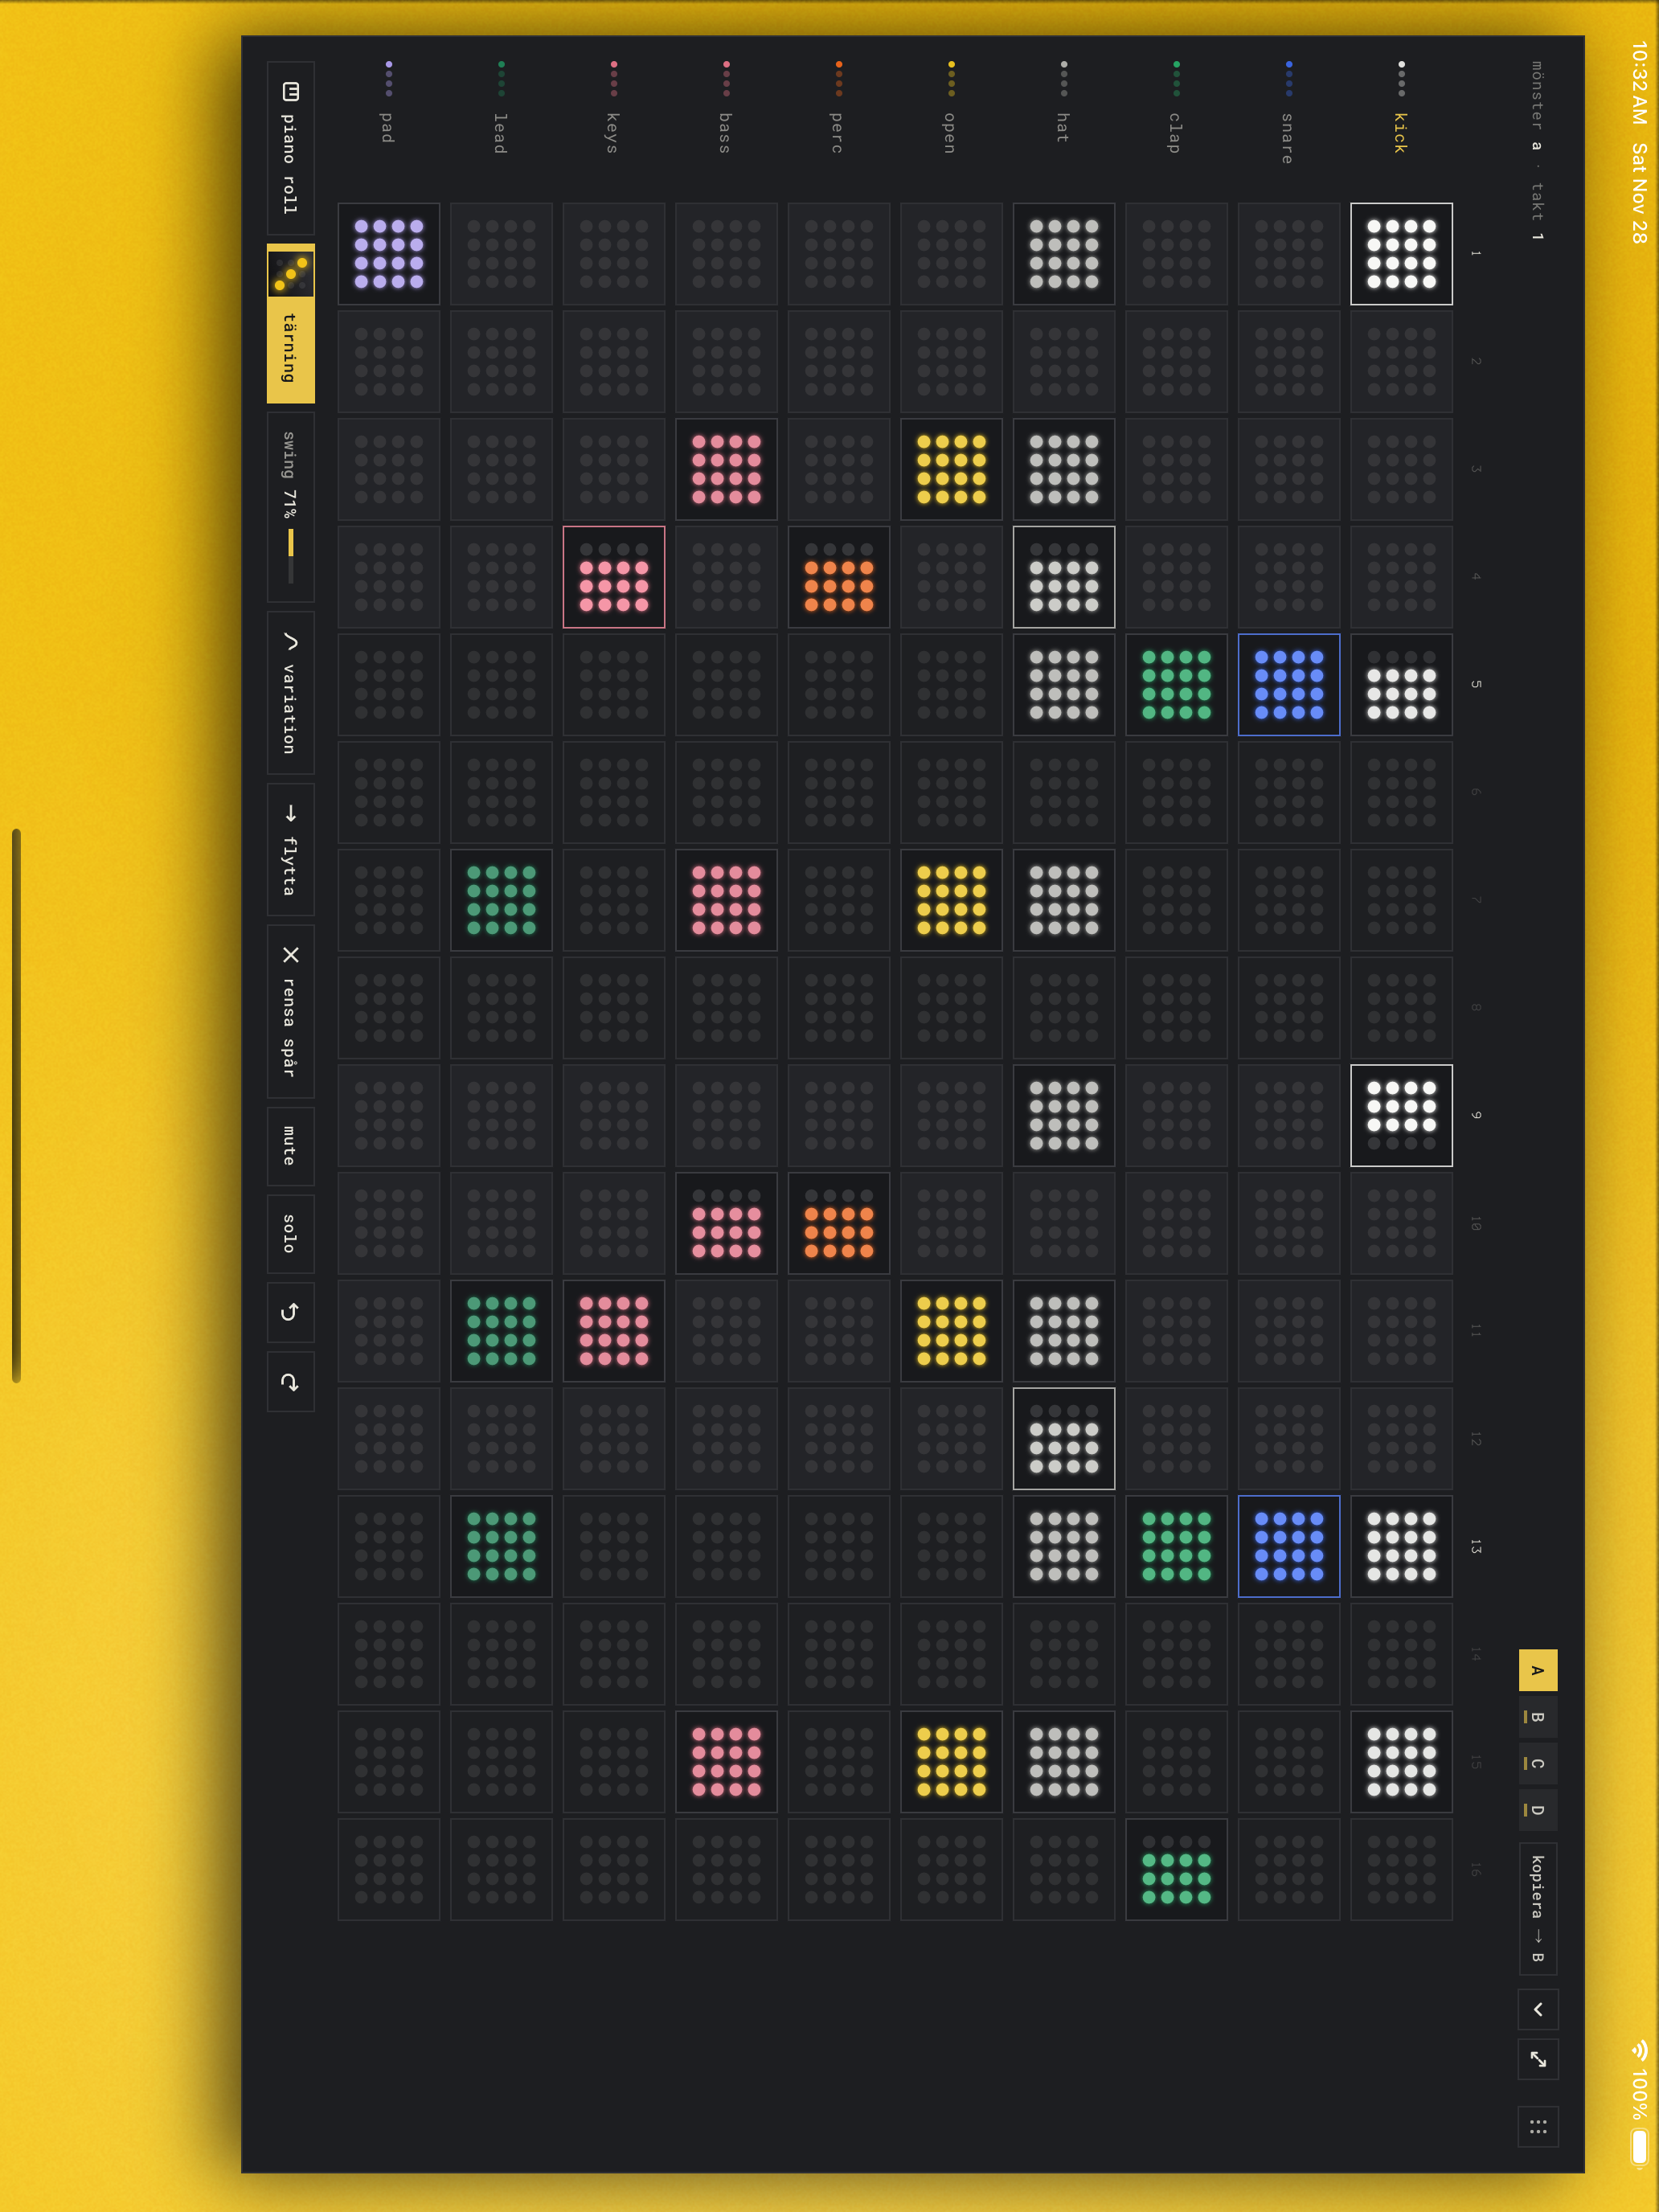 10:32 AM Sat Nov 28
100%
mönster a · takt 1
A B C D kopiera → B
1 2 3 4 5 6 7 8 9 10 11 12 13 14 15 16
kick
snare
clap
hat
open
perc
bass
keys
lead
pad
piano roll tärning swing 71% variation → flytta rensa spår mute solo